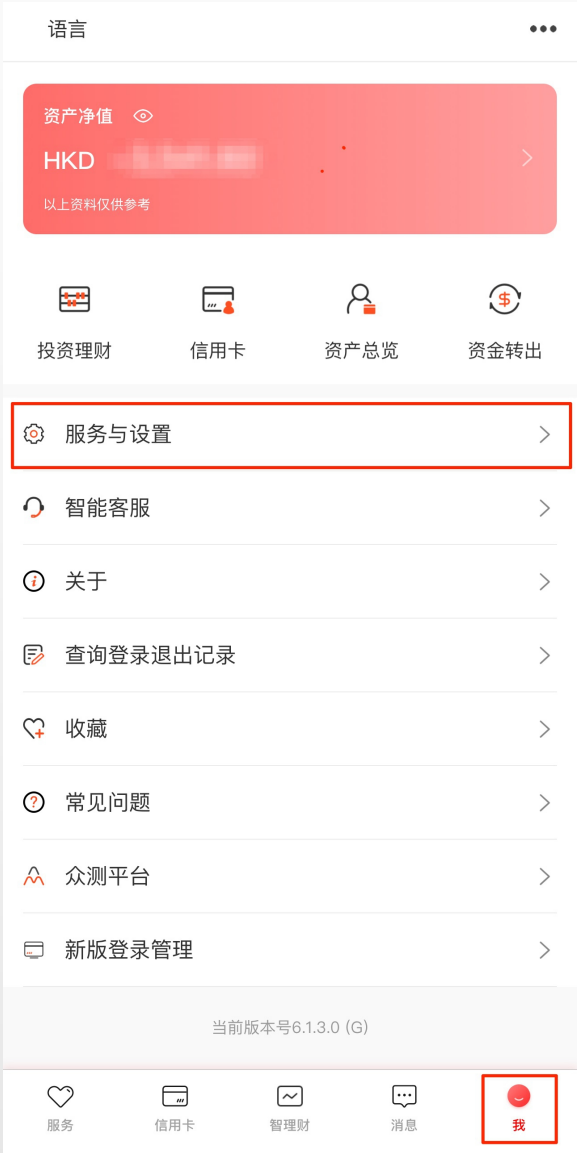 语言
资产净值
HKD
以上资料仅供参考
投资理财 信用卡 资产总览 资金转出
服务与设置
智能客服
关于
查询登录退出记录
收藏
常见问题
众测平台
新版登录管理
当前版本号6.1.3.0 (G)
服务 信用卡 智理财 消息 我